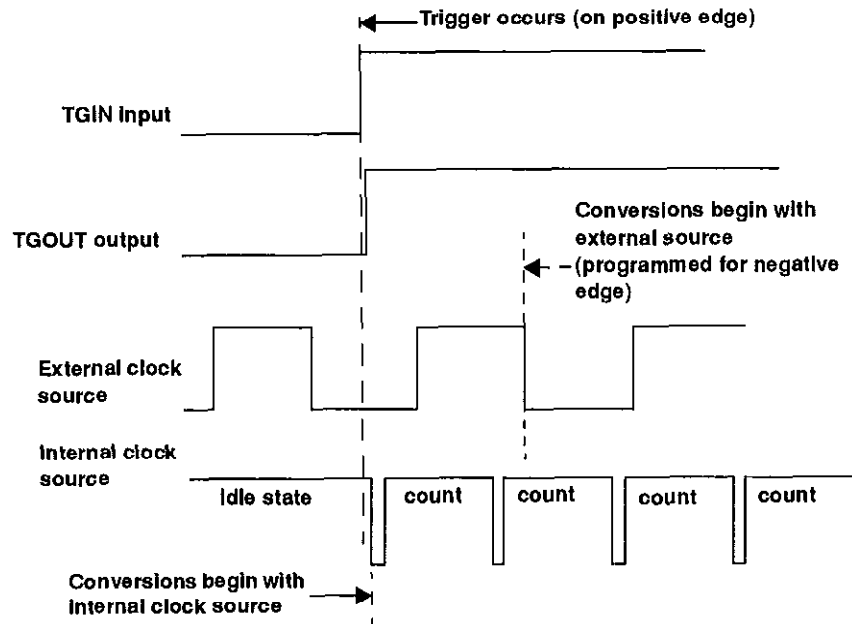 Trigger occurs (on positive edge)
TGIN input
TGOUT output
Conversions begin with
external source
(programmed for negative
edge)
External clock
source
Internal clock
source
Idle state
count
count
count
count
Conversions begin with
internal clock source